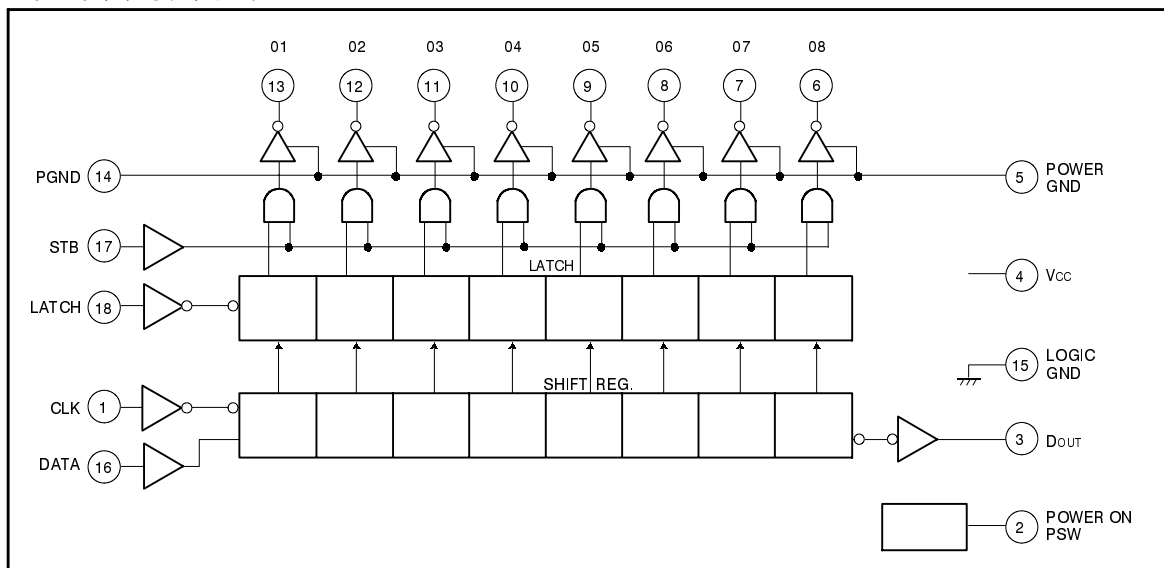 01 02 03 04 05 06 07 08
13 12 11 10 9 8 7 6
PGND 14
5 POWER GND
STB 17
LATCH
4 VCC
LATCH 18
15 LOGIC GND
SHIFT REG.
CLK 1
3 DOUT
DATA 16
2 POWER ON PSW